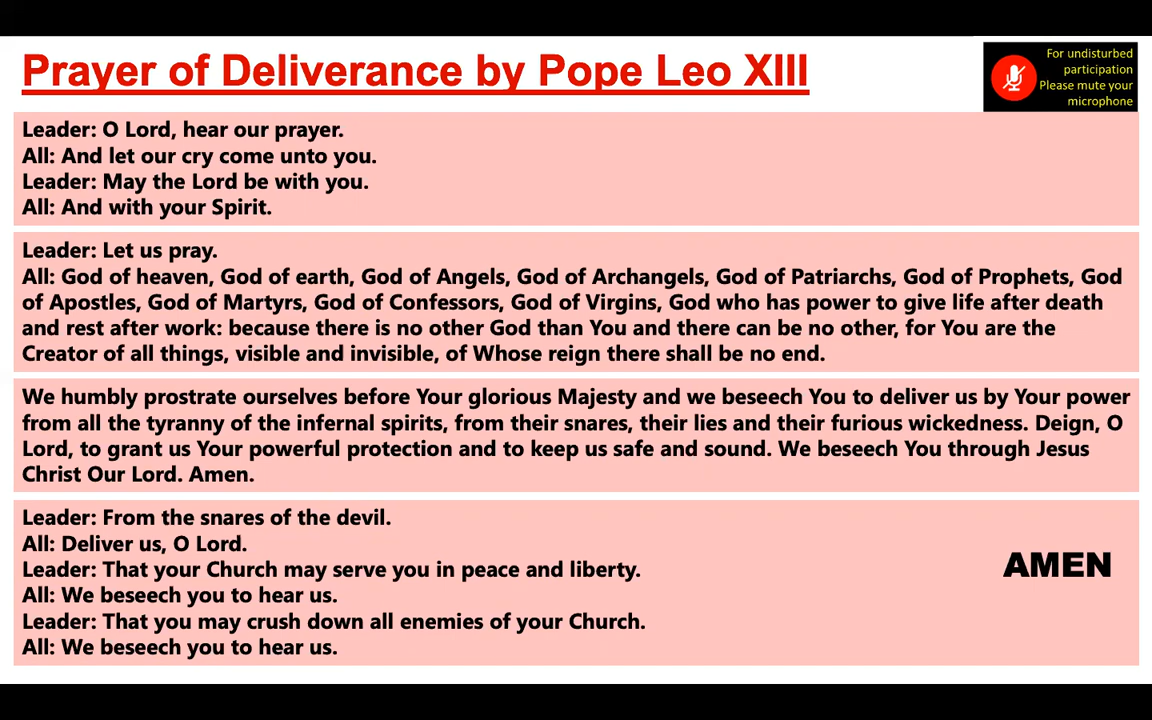 Prayer of Deliverance by Pope Leo XIII
For undisturbed
participation
Please mute your
microphone
Leader: O Lord, hear our prayer.
All: And let our cry come unto you.
Leader: May the Lord be with you.
All: And with your Spirit.
Leader: Let us pray.
All: God of heaven, God of earth, God of Angels, God of Archangels, God of Patriarchs, God of Prophets, God
of Apostles, God of Martyrs, God of Confessors, God of Virgins, God who has power to give life after death
and rest after work: because there is no other God than You and there can be no other, for You are the
Creator of all things, visible and invisible, of Whose reign there shall be no end.
We humbly prostrate ourselves before Your glorious Majesty and we beseech You to deliver us by Your power
from all the tyranny of the infernal spirits, from their snares, their lies and their furious wickedness. Deign, O
Lord, to grant us Your powerful protection and to keep us safe and sound. We beseech You through Jesus
Christ Our Lord. Amen.
Leader: From the snares of the devil.
All: Deliver us, O Lord.
Leader: That your Church may serve you in peace and liberty.
All: We beseech you to hear us.
Leader: That you may crush down all enemies of your Church.
All: We beseech you to hear us.
AMEN